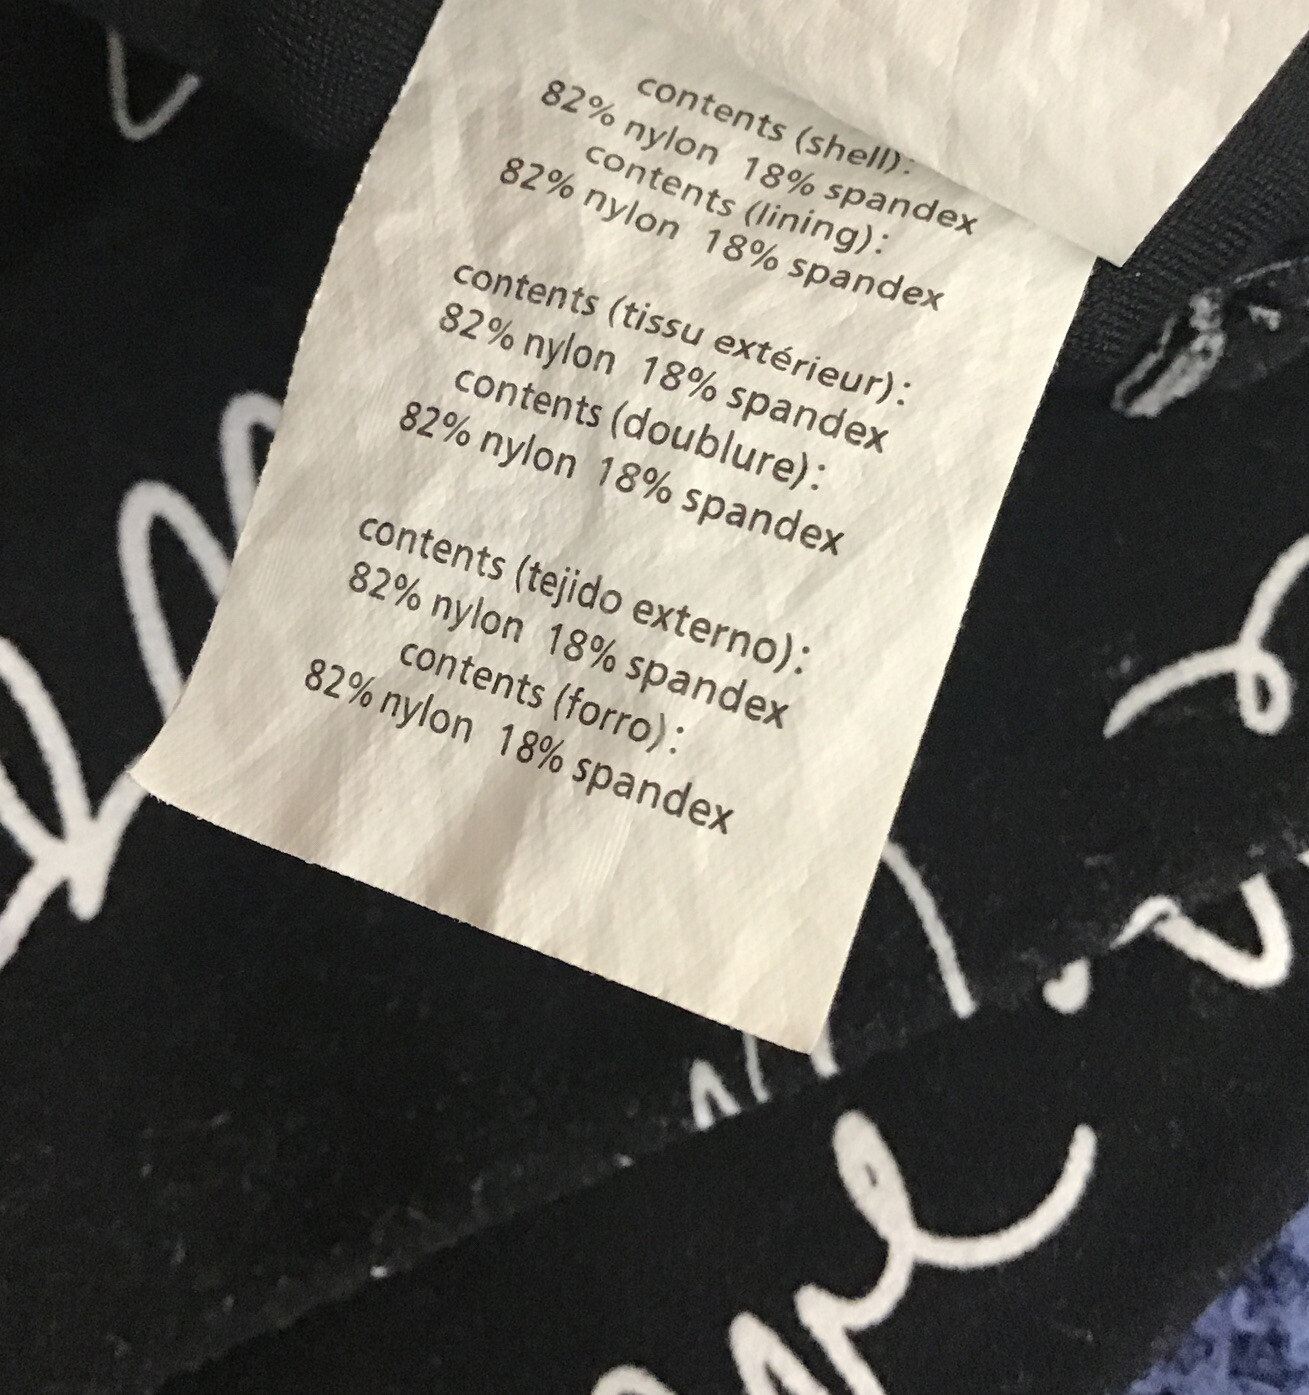 contents (shell):
82% nylon 18% spandex
contents (lining):
82% nylon 18% spandex
contents (tissu extérieur):
82% nylon 18% spandex
contents (doublure):
82% nylon 18% spandex
contents (tejido externo):
82% nylon 18% spandex
contents (forro):
82% nylon 18% spandex